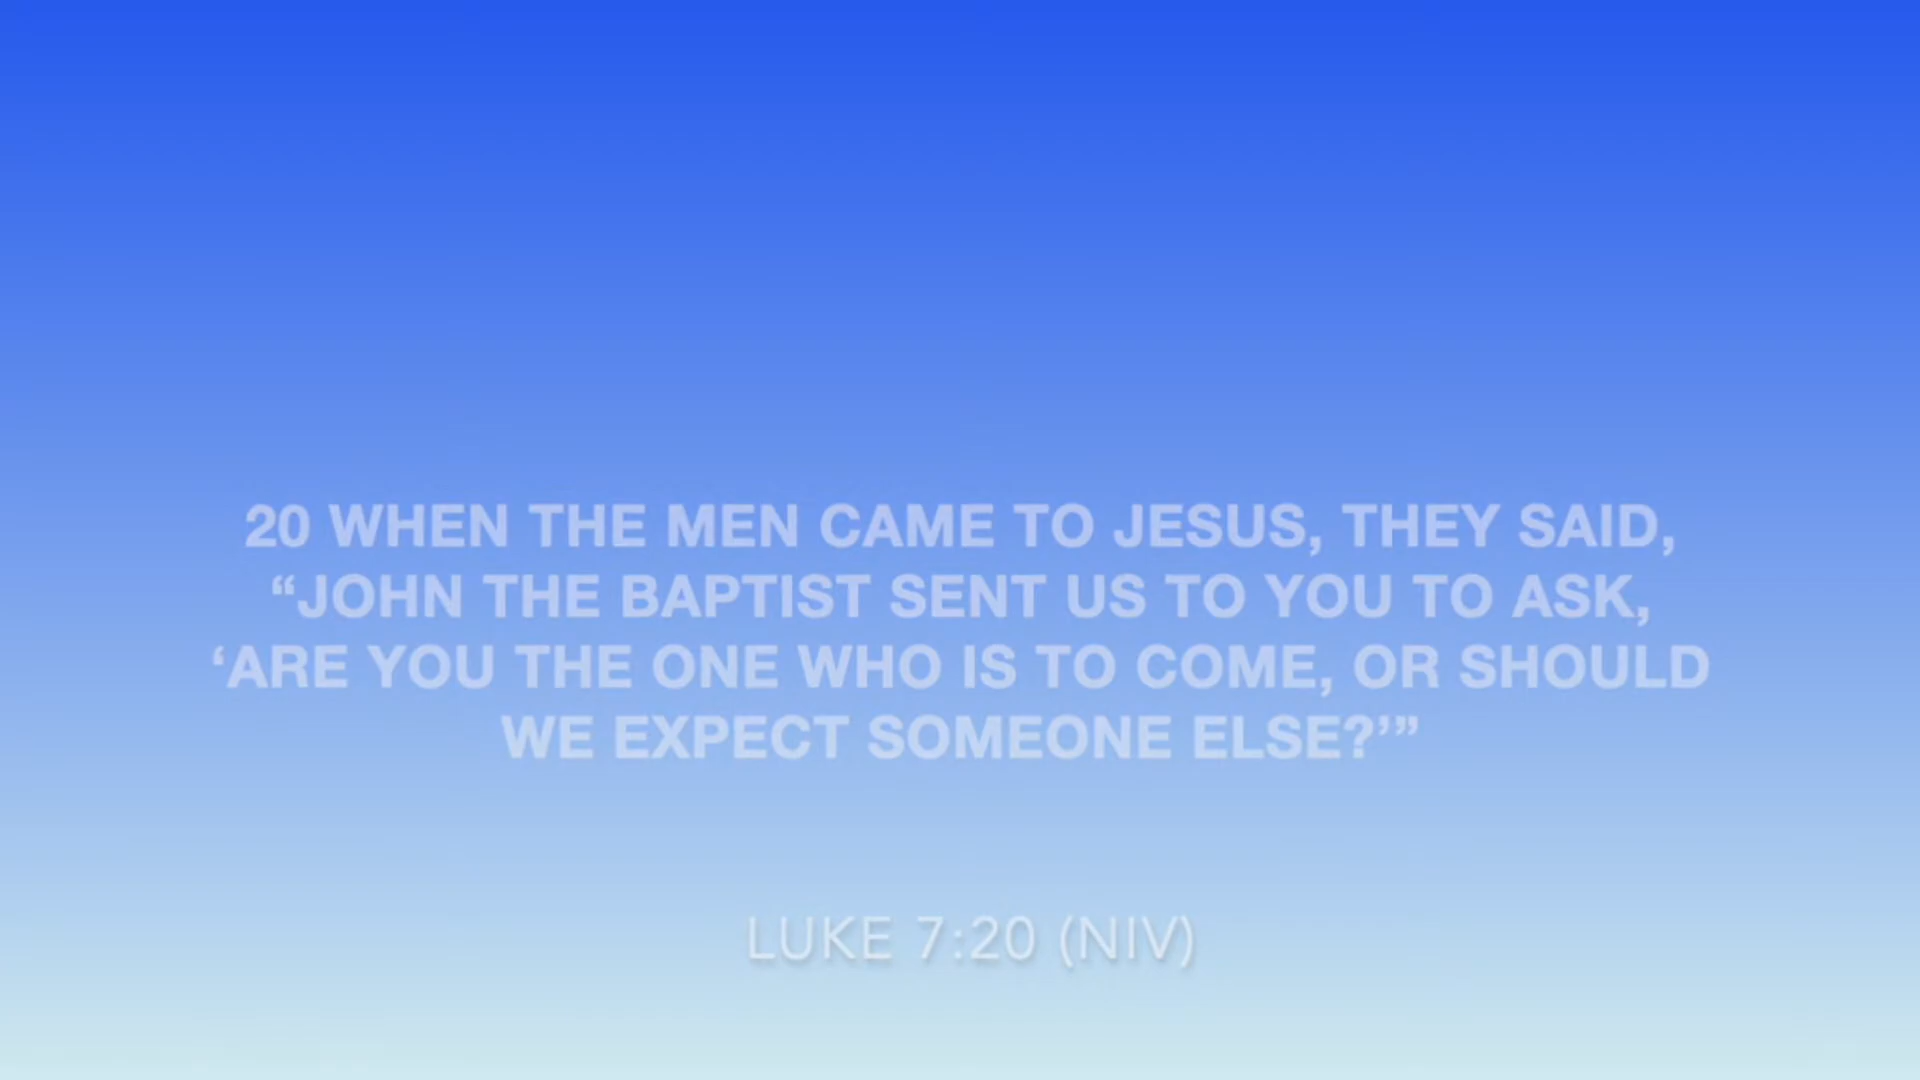 20 WHEN THE MEN CAME TO JESUS, THEY SAID,
“JOHN THE BAPTIST SENT US TO YOU TO ASK,
‘ARE YOU THE ONE WHO IS TO COME, OR SHOULD
WE EXPECT SOMEONE ELSE?’”
LUKE 7:20 (NIV)